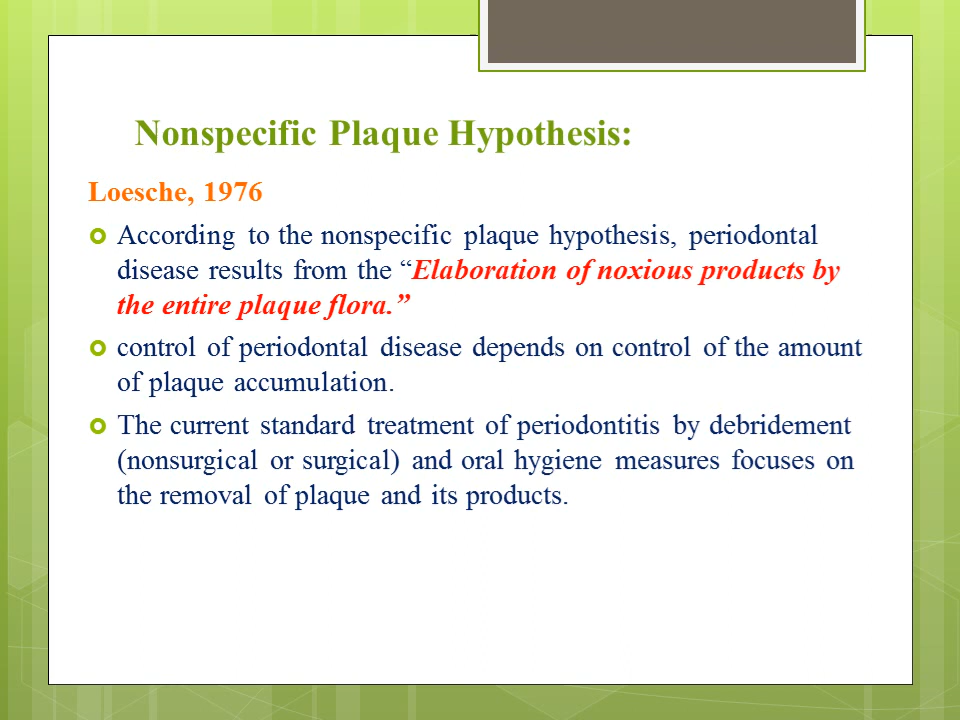 Nonspecific Plaque Hypothesis:
Loesche, 1976
According to the nonspecific plaque hypothesis, periodontal
disease results from the “Elaboration of noxious products by
the entire plaque flora.”
control of periodontal disease depends on control of the amount
of plaque accumulation.
The current standard treatment of periodontitis by debridement
(nonsurgical or surgical) and oral hygiene measures focuses on
the removal of plaque and its products.